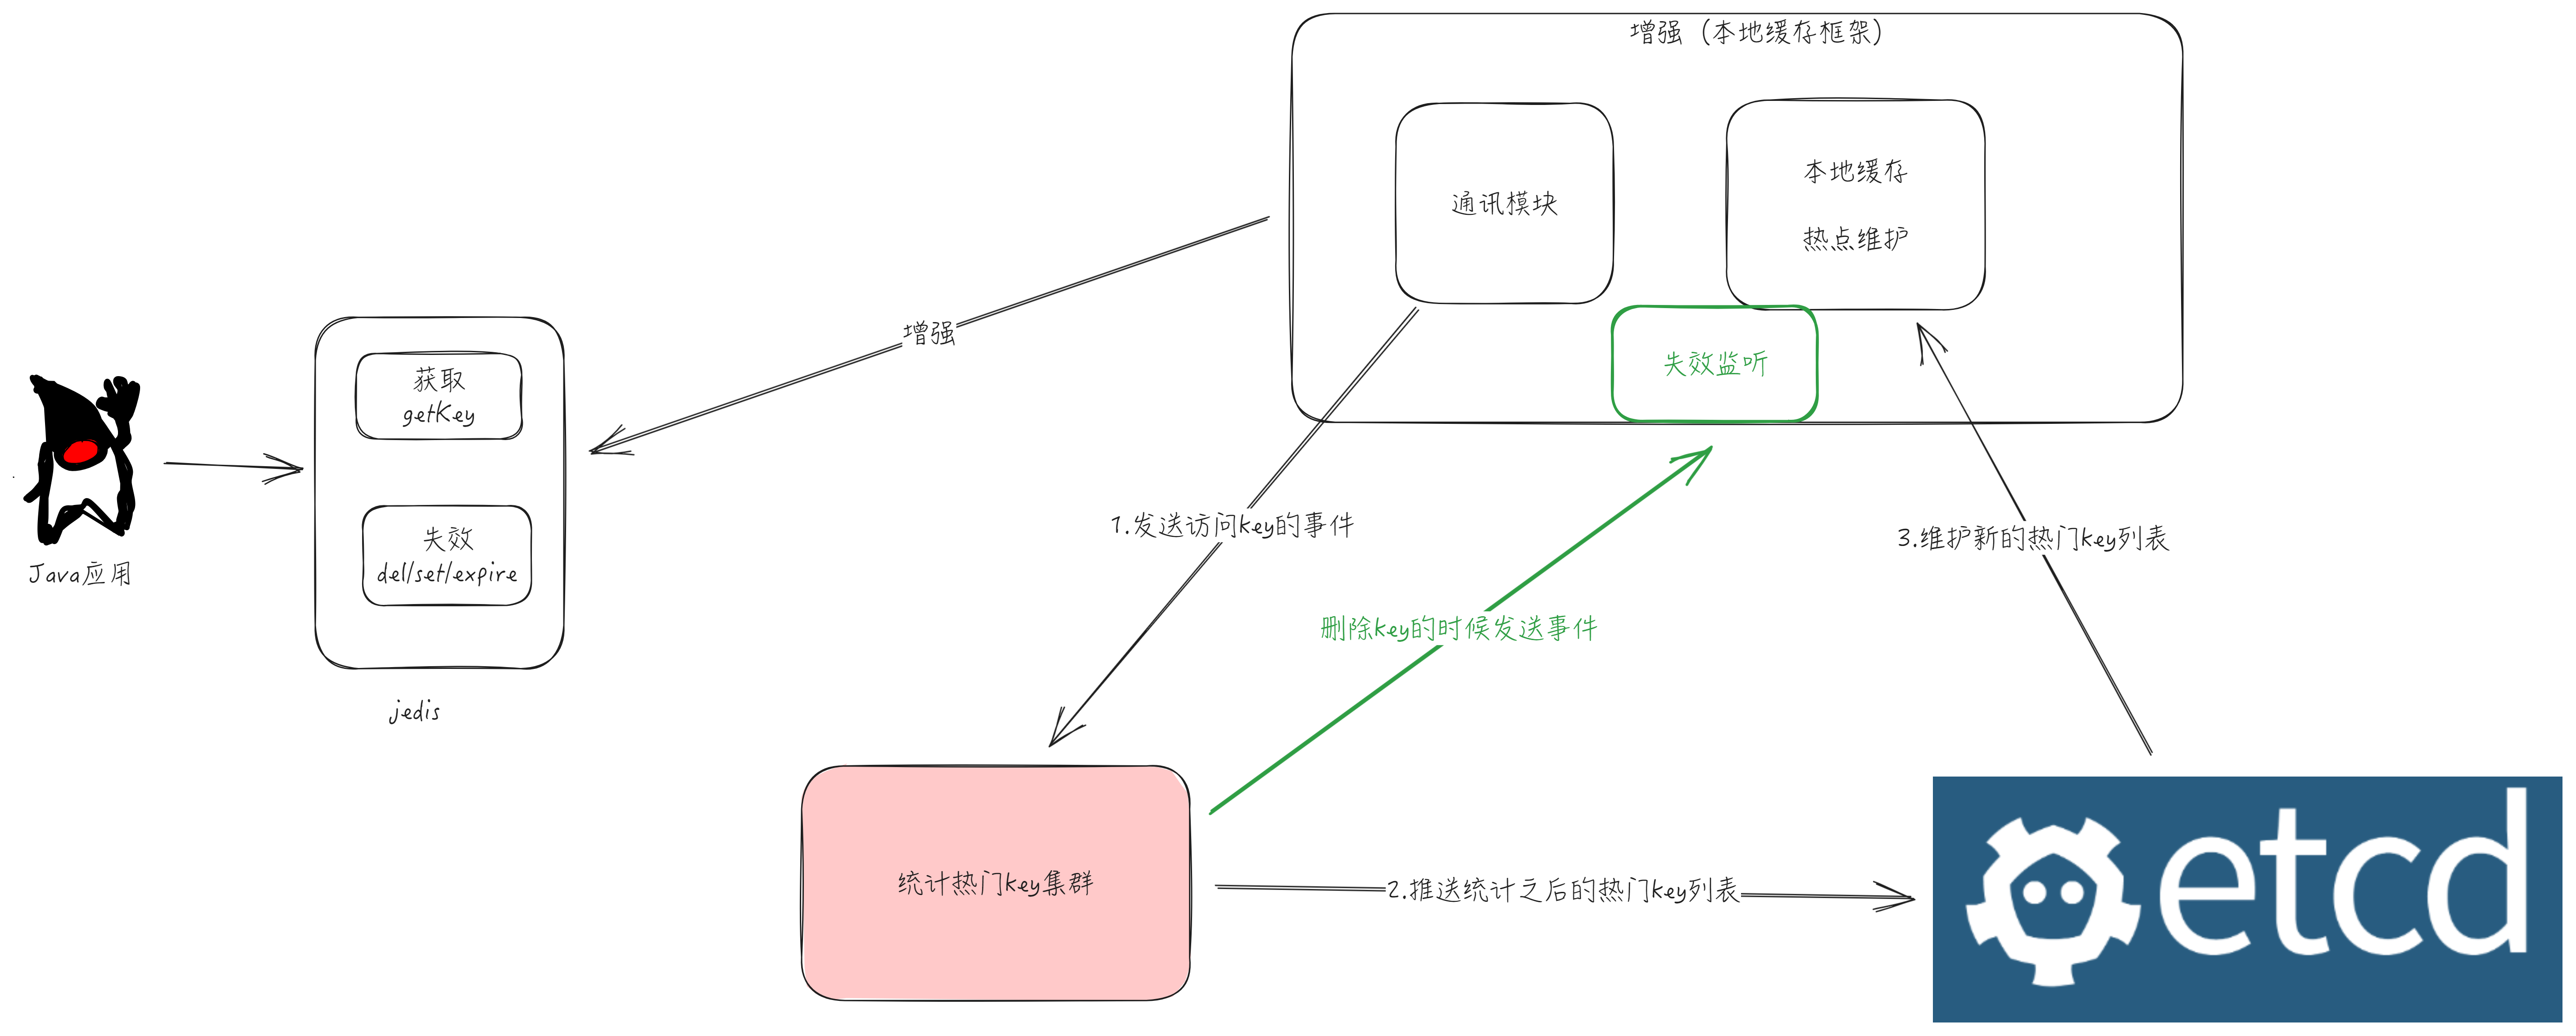 增强（本地缓存框架）
通讯模块
本地缓存
热点维护
失效监听
增强
获取
getKey
失效
del/set/expire
jedis
Java应用
1.发送访问key的事件
3.维护新的热门key列表
删除key的时候发送事件
统计热门key集群
2.推送统计之后的热门key列表
etcd